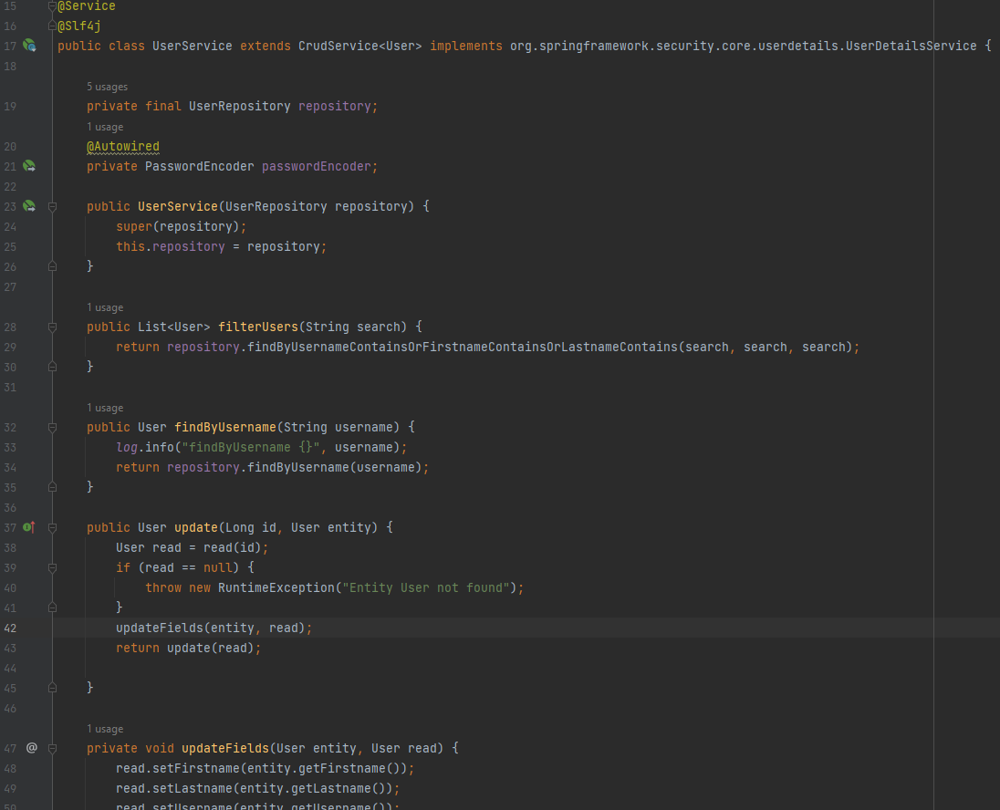 15 @Service
16 @Slf4j
17 public class UserService extends CrudService<User> implements org.springframework.security.core.userdetails.UserDetailsService {
18
5 usages
19 private final UserRepository repository;
1 usage
20 @Autowired
21 private PasswordEncoder passwordEncoder;
22
23 public UserService(UserRepository repository) {
24 super(repository);
25 this.repository = repository;
26 }
27
1 usage
28 public List<User> filterUsers(String search) {
29 return repository.findByUsernameContainsOrFirstnameContainsOrLastnameContains(search, search, search);
30 }
31
1 usage
32 public User findByUsername(String username) {
33 log.info("findByUsername {}", username);
34 return repository.findByUsername(username);
35 }
36
37 public User update(Long id, User entity) {
38 User read = read(id);
39 if (read == null) {
40 throw new RuntimeException("Entity User not found");
41 }
42 updateFields(entity, read);
43 return update(read);
44
45 }
46
1 usage
47 @ private void updateFields(User entity, User read) {
48 read.setFirstname(entity.getFirstname());
49 read.setLastname(entity.getLastname());
50 read.setUsername(entity.getUsername());